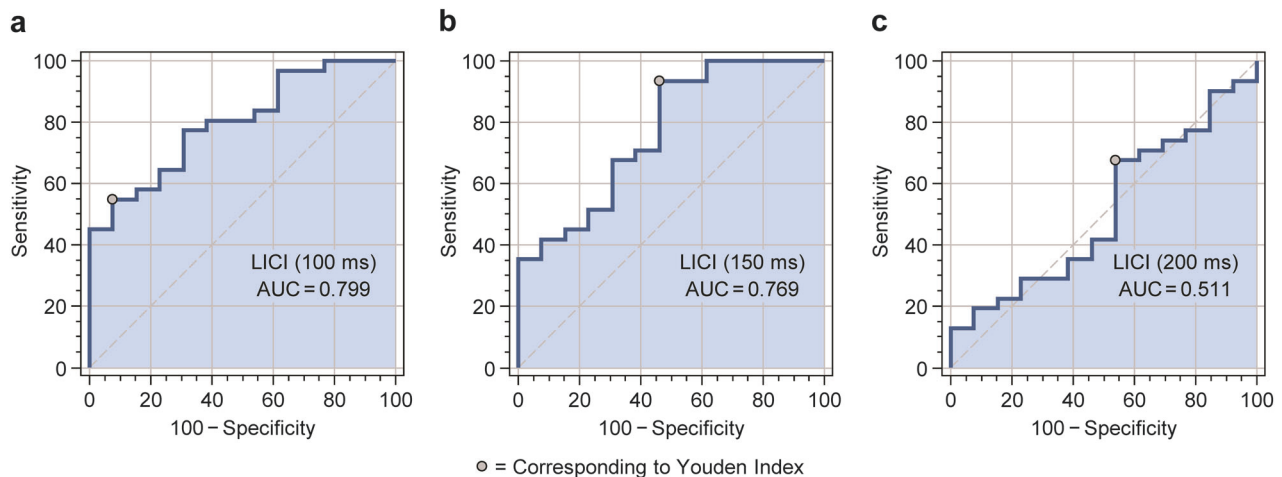 a
100
80
60
40
20
0
Sensitivity
LICI (100 ms)
AUC = 0.799
0 20 40 60 80 100
100 – Specificity
b
100
80
60
40
20
0
Sensitivity
LICI (150 ms)
AUC = 0.769
0 20 40 60 80 100
100 – Specificity
c
100
80
60
40
20
0
Sensitivity
LICI (200 ms)
AUC = 0.511
0 20 40 60 80 100
100 – Specificity
= Corresponding to Youden Index